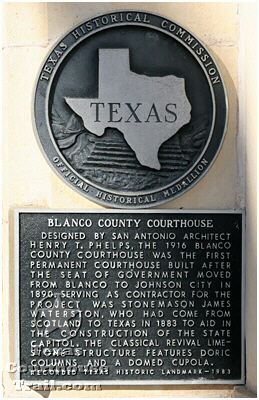 TEXAS HISTORICAL COMMISSION
TEXAS
OFFICIAL HISTORICAL MEDALLION
BLANCO COUNTY COURTHOUSE
DESIGNED BY SAN ANTONIO ARCHITECT
HENRY T. PHELPS, THE 1916 BLANCO
COUNTY COURTHOUSE WAS THE FIRST
PERMANENT COURTHOUSE BUILT AFTER
THE SEAT OF GOVERNMENT MOVED
FROM BLANCO TO JOHNSON CITY IN
1890. SERVING AS CONTRACTOR FOR THE
PROJECT WAS STONEMASON JAMES
WATERSTON, WHO HAD COME FROM
SCOTLAND TO TEXAS IN 1883 TO AID IN
THE CONSTRUCTION OF THE STATE
CAPITOL. THE CLASSICAL REVIVAL LIME-
STONE STRUCTURE FEATURES DORIC
COLUMNS AND A DOMED CUPOLA.
RECORDED TEXAS HISTORIC LANDMARK-1983
Trail.com